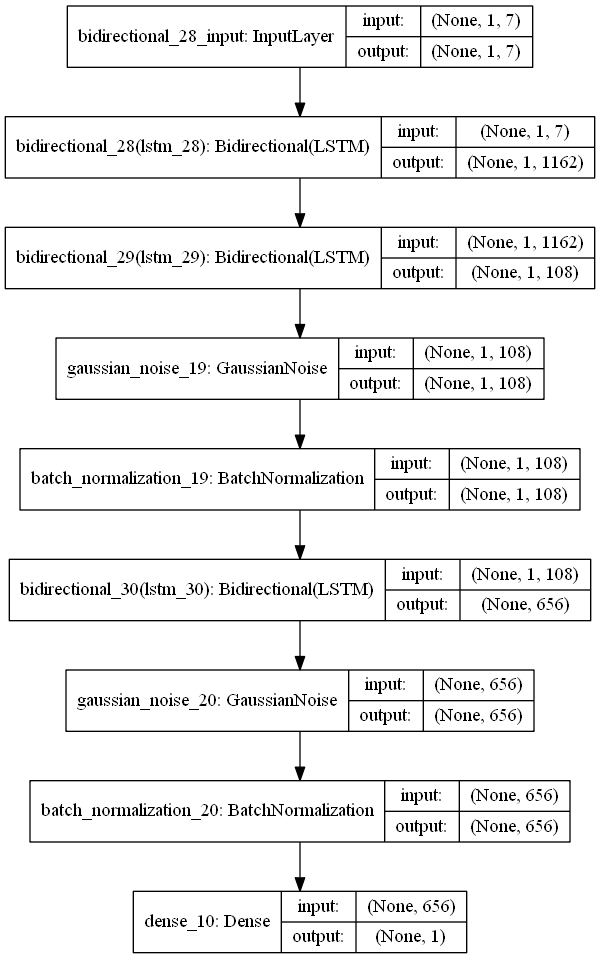 bidirectional_28_input: InputLayer
input: (None, 1, 7)
output: (None, 1, 7)
bidirectional_28(lstm_28): Bidirectional(LSTM)
input: (None, 1, 7)
output: (None, 1, 1162)
bidirectional_29(lstm_29): Bidirectional(LSTM)
input: (None, 1, 1162)
output: (None, 1, 108)
gaussian_noise_19: GaussianNoise
input: (None, 1, 108)
output: (None, 1, 108)
batch_normalization_19: BatchNormalization
input: (None, 1, 108)
output: (None, 1, 108)
bidirectional_30(lstm_30): Bidirectional(LSTM)
input: (None, 1, 108)
output: (None, 656)
gaussian_noise_20: GaussianNoise
input: (None, 656)
output: (None, 656)
batch_normalization_20: BatchNormalization
input: (None, 656)
output: (None, 656)
dense_10: Dense
input: (None, 656)
output: (None, 1)